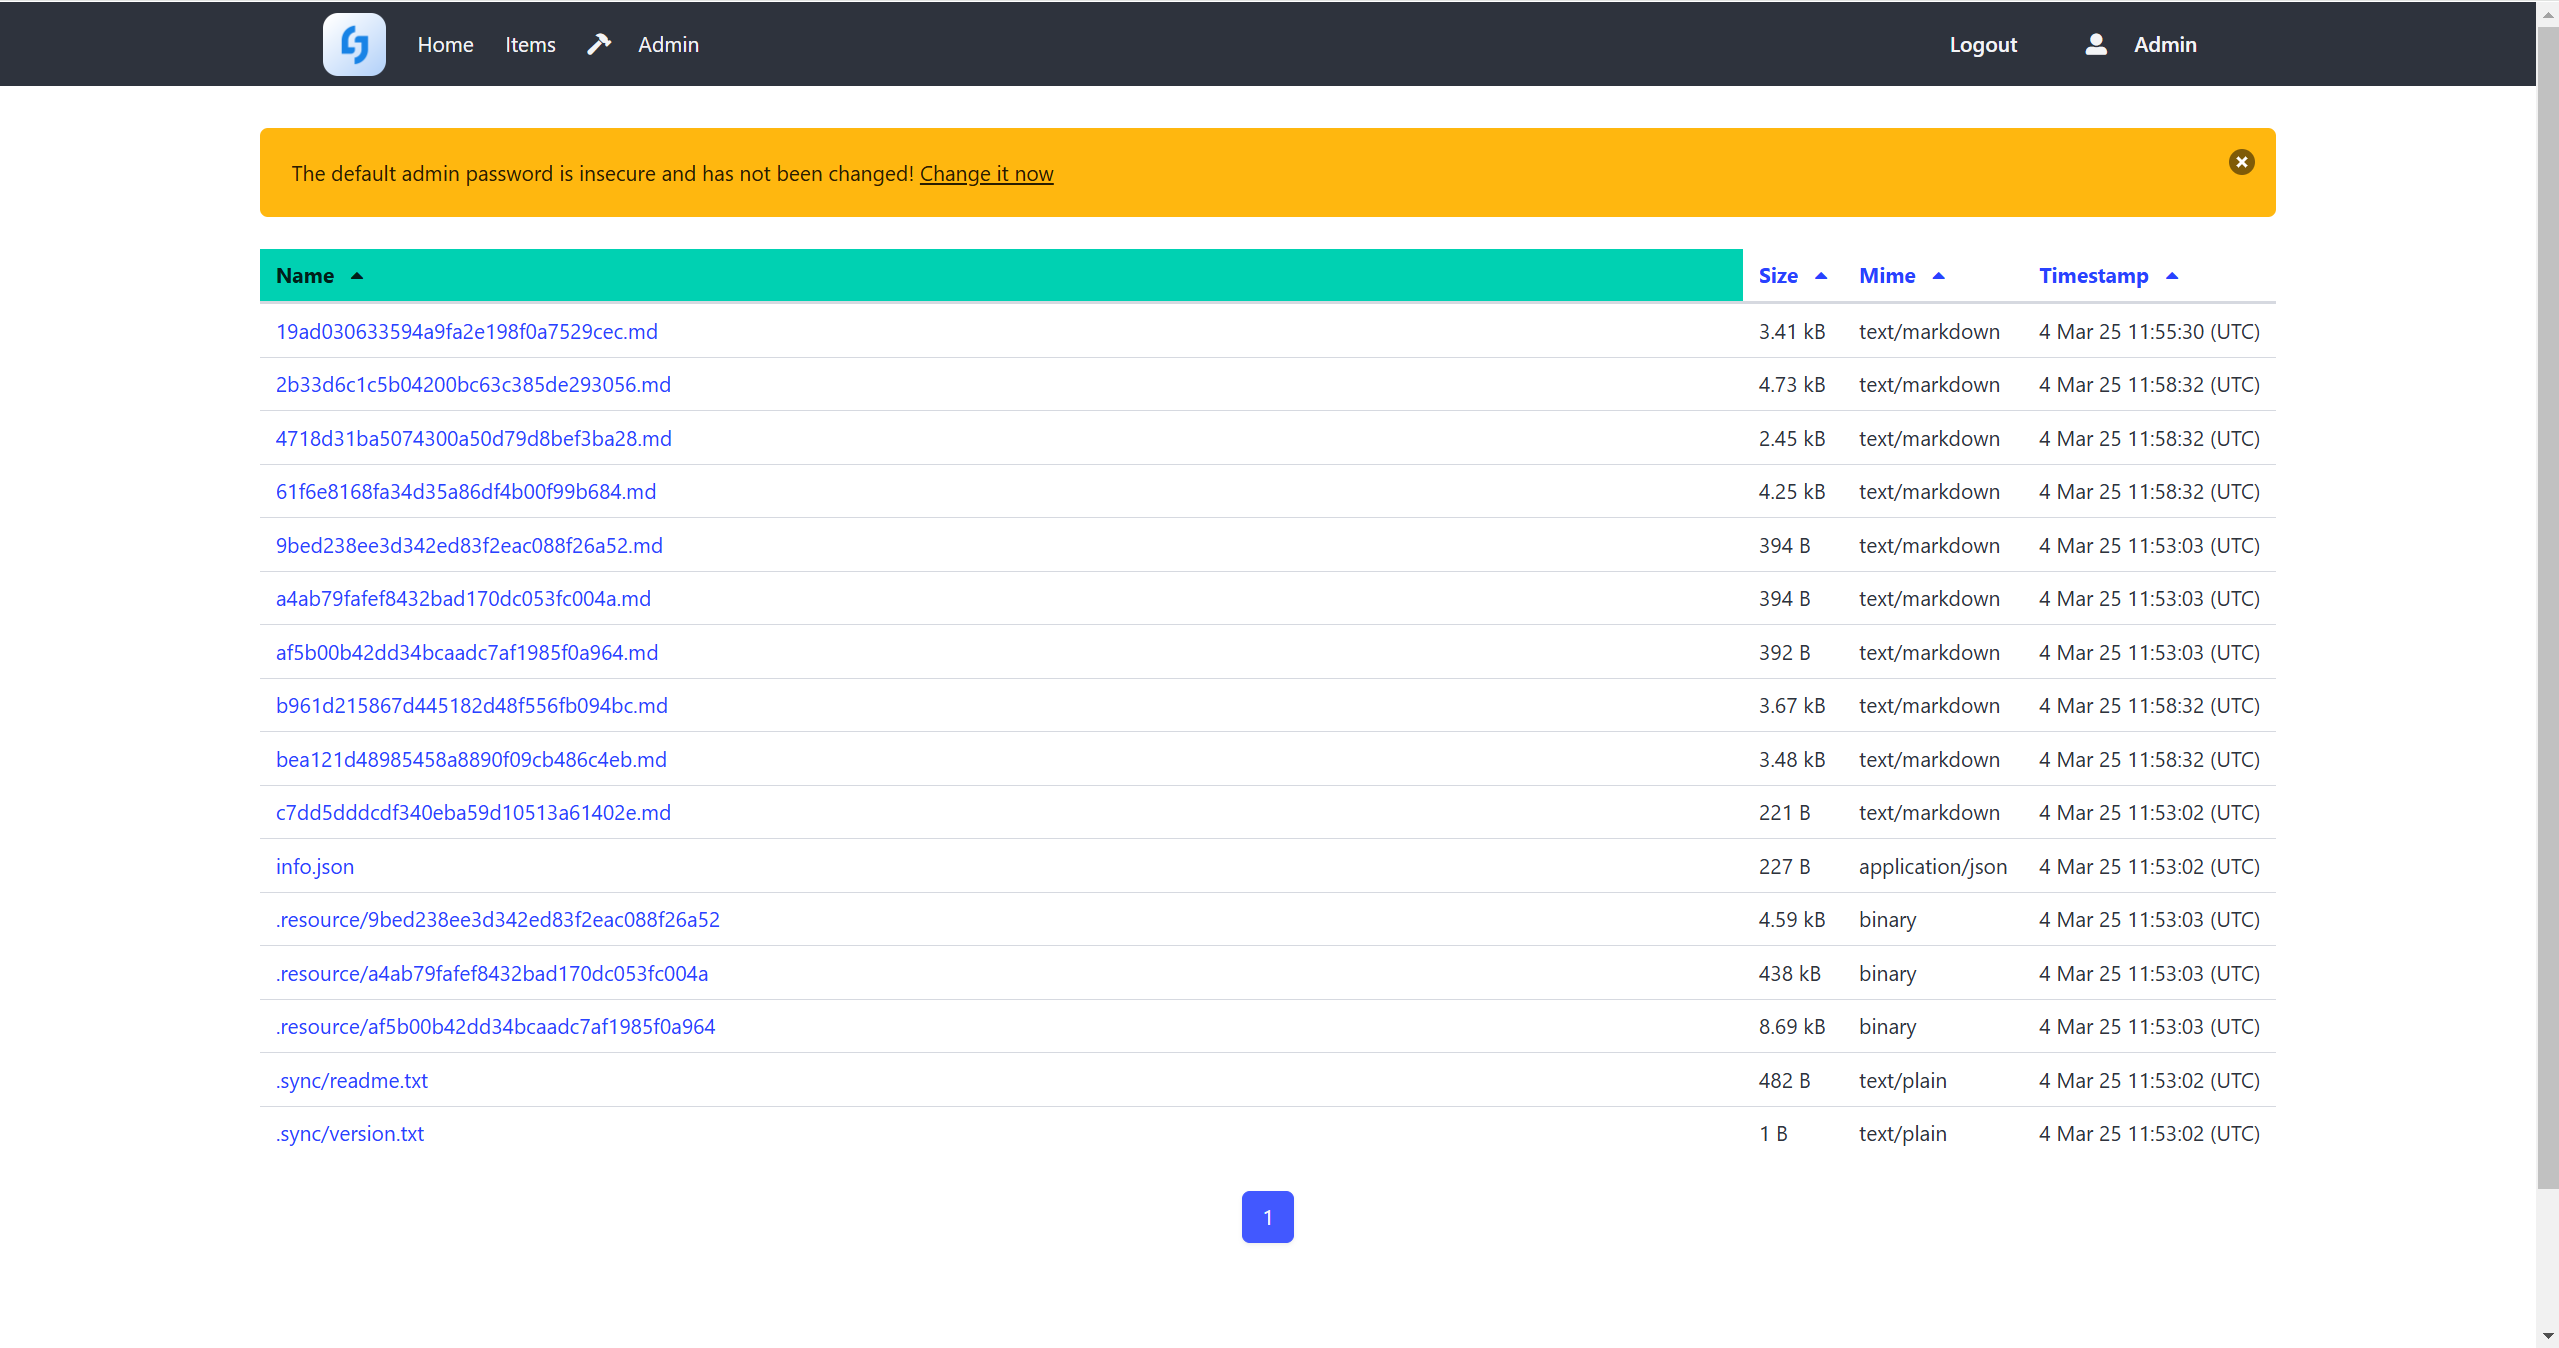 Home Items Admin Logout Admin
The default admin password is insecure and has not been changed! Change it now
Name Size Mime Timestamp
19ad030633594a9fa2e198f0a7529cec.md 3.41 kB text/markdown 4 Mar 25 11:55:30 (UTC)
2b33d6c1c5b04200bc63c385de293056.md 4.73 kB text/markdown 4 Mar 25 11:58:32 (UTC)
4718d31ba5074300a50d79d8bef3ba28.md 2.45 kB text/markdown 4 Mar 25 11:58:32 (UTC)
61f6e8168fa34d35a86df4b00f99b684.md 4.25 kB text/markdown 4 Mar 25 11:58:32 (UTC)
9bed238ee3d342ed83f2eac088f26a52.md 394 B text/markdown 4 Mar 25 11:53:03 (UTC)
a4ab79fafef8432bad170dc053fc004a.md 394 B text/markdown 4 Mar 25 11:53:03 (UTC)
af5b00b42dd34bcaadc7af1985f0a964.md 392 B text/markdown 4 Mar 25 11:53:03 (UTC)
b961d215867d445182d48f556fb094bc.md 3.67 kB text/markdown 4 Mar 25 11:58:32 (UTC)
bea121d48985458a8890f09cb486c4eb.md 3.48 kB text/markdown 4 Mar 25 11:58:32 (UTC)
c7dd5dddcdf340eba59d10513a61402e.md 221 B text/markdown 4 Mar 25 11:53:02 (UTC)
info.json 227 B application/json 4 Mar 25 11:53:02 (UTC)
.resource/9bed238ee3d342ed83f2eac088f26a52 4.59 kB binary 4 Mar 25 11:53:03 (UTC)
.resource/a4ab79fafef8432bad170dc053fc004a 438 kB binary 4 Mar 25 11:53:03 (UTC)
.resource/af5b00b42dd34bcaadc7af1985f0a964 8.69 kB binary 4 Mar 25 11:53:03 (UTC)
.sync/readme.txt 482 B text/plain 4 Mar 25 11:53:02 (UTC)
.sync/version.txt 1 B text/plain 4 Mar 25 11:53:02 (UTC)
1